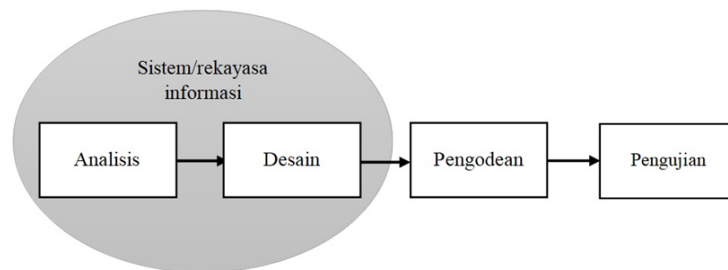 Sistem/rekayasa
informasi
Analisis
Desain
Pengodean
Pengujian